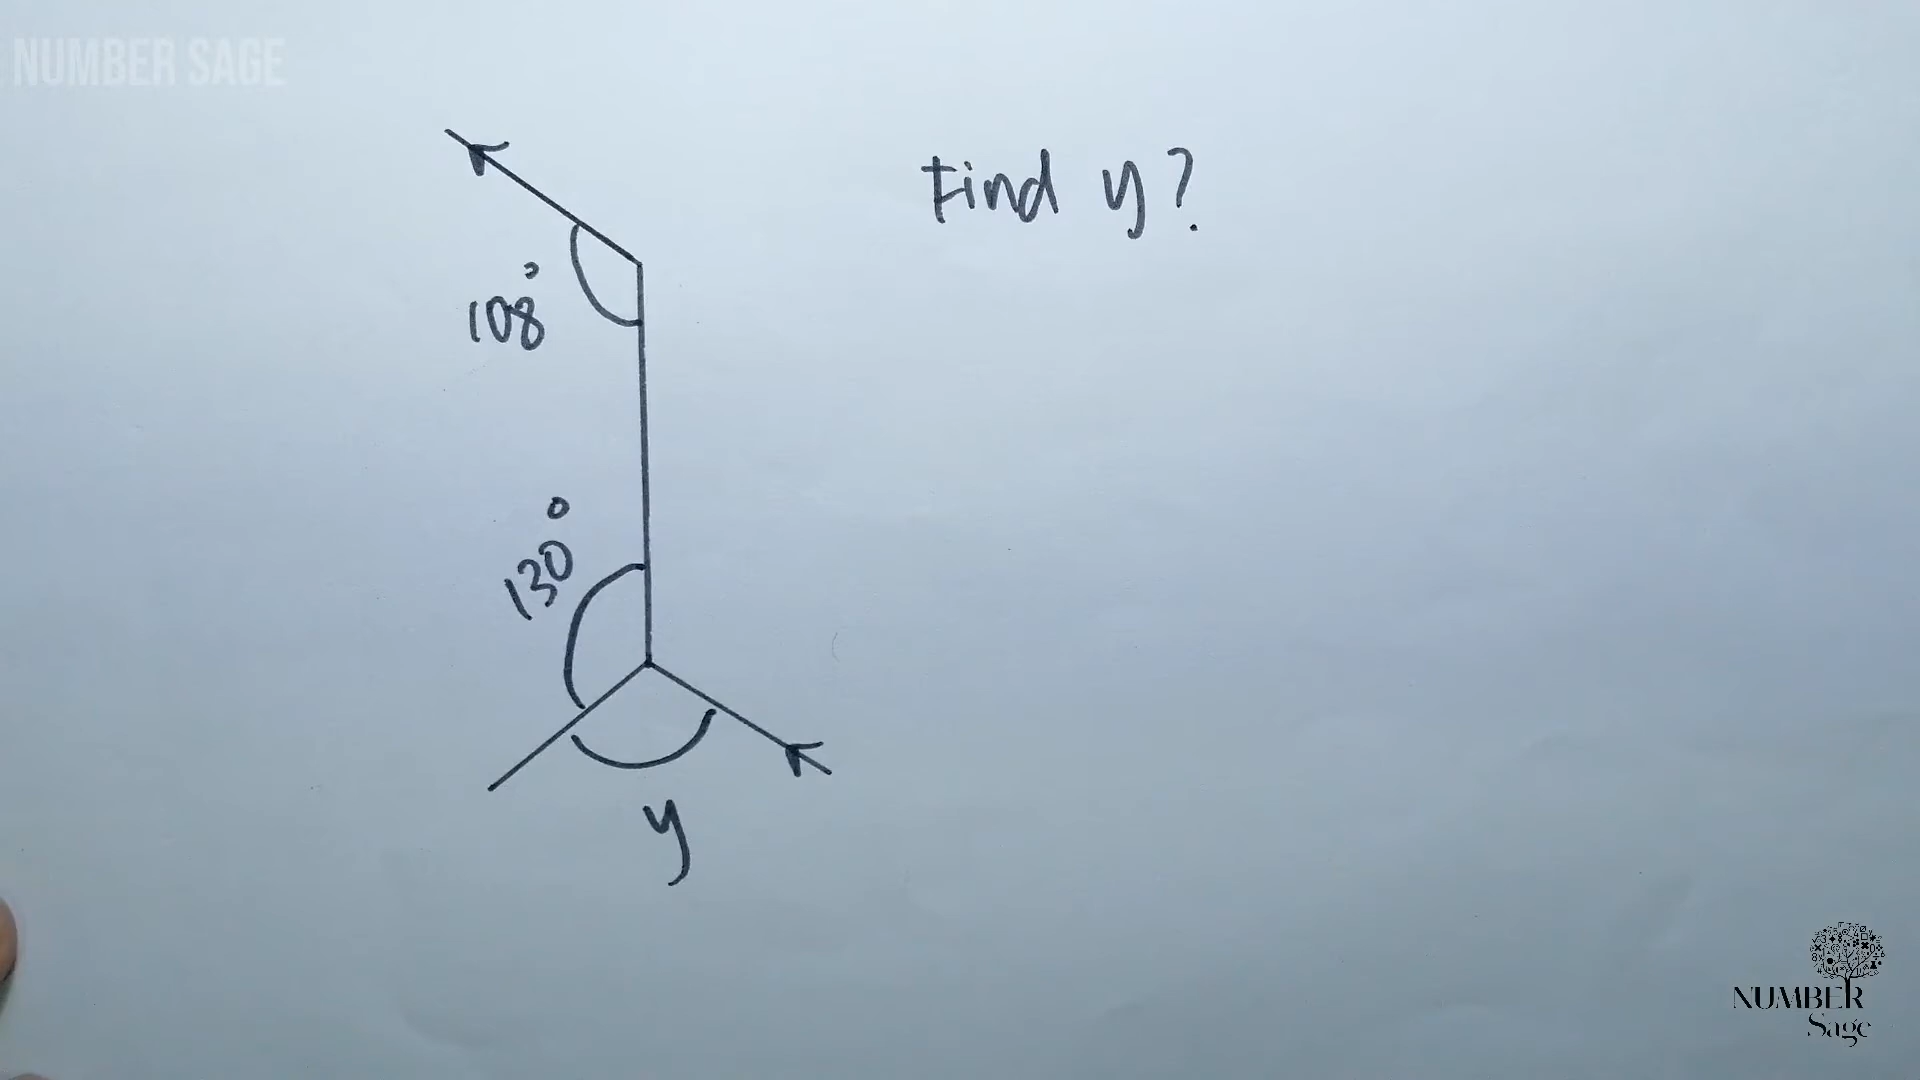 NUMBER SAGE
Find y?
108°
130°
y
NUMBER
Sage